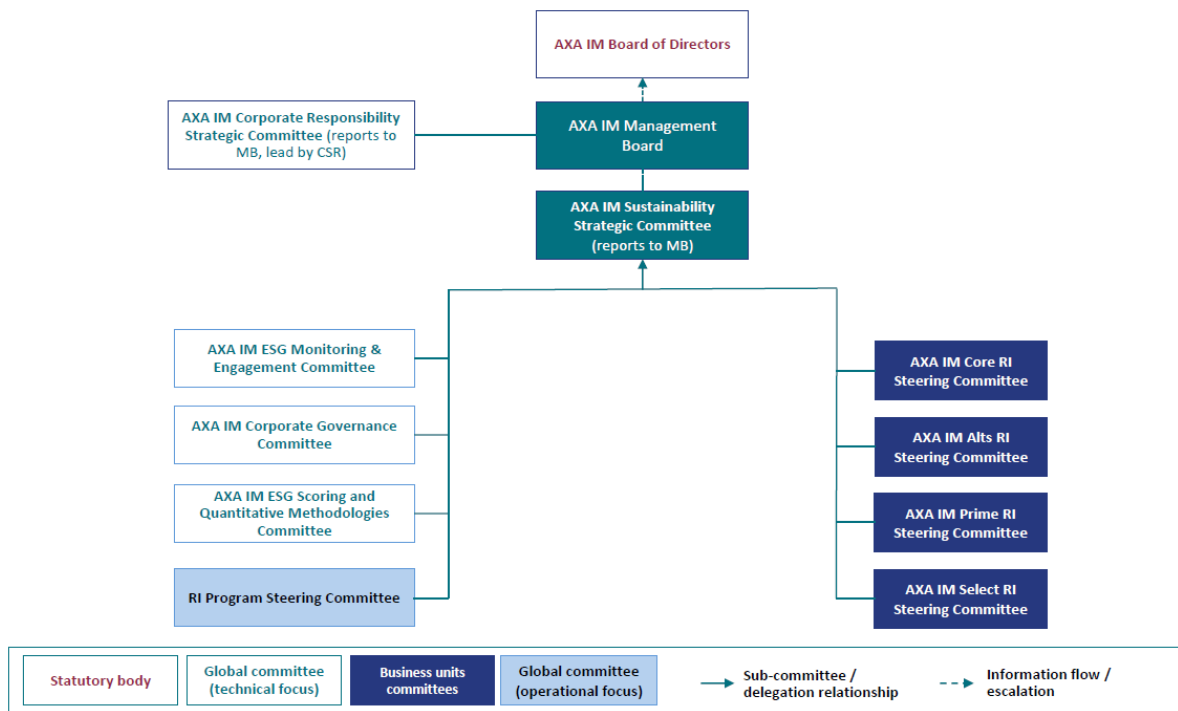 AXA IM Board of Directors
AXA IM Corporate Responsibility
Strategic Committee (reports to
MB, lead by CSR)
AXA IM Management
Board
AXA IM Sustainability
Strategic Committee
(reports to MB)
AXA IM ESG Monitoring &
Engagement Committee
AXA IM Corporate Governance
Committee
AXA IM ESG Scoring and
Quantitative Methodologies
Committee
RI Program Steering Committee
AXA IM Core RI
Steering Committee
AXA IM Alts RI
Steering Committee
AXA IM Prime RI
Steering Committee
AXA IM Select RI
Steering Committee
Statutory body
Global committee
(technical focus)
Business units
committees
Global committee
(operational focus)
Sub-committee /
delegation relationship
Information flow /
escalation